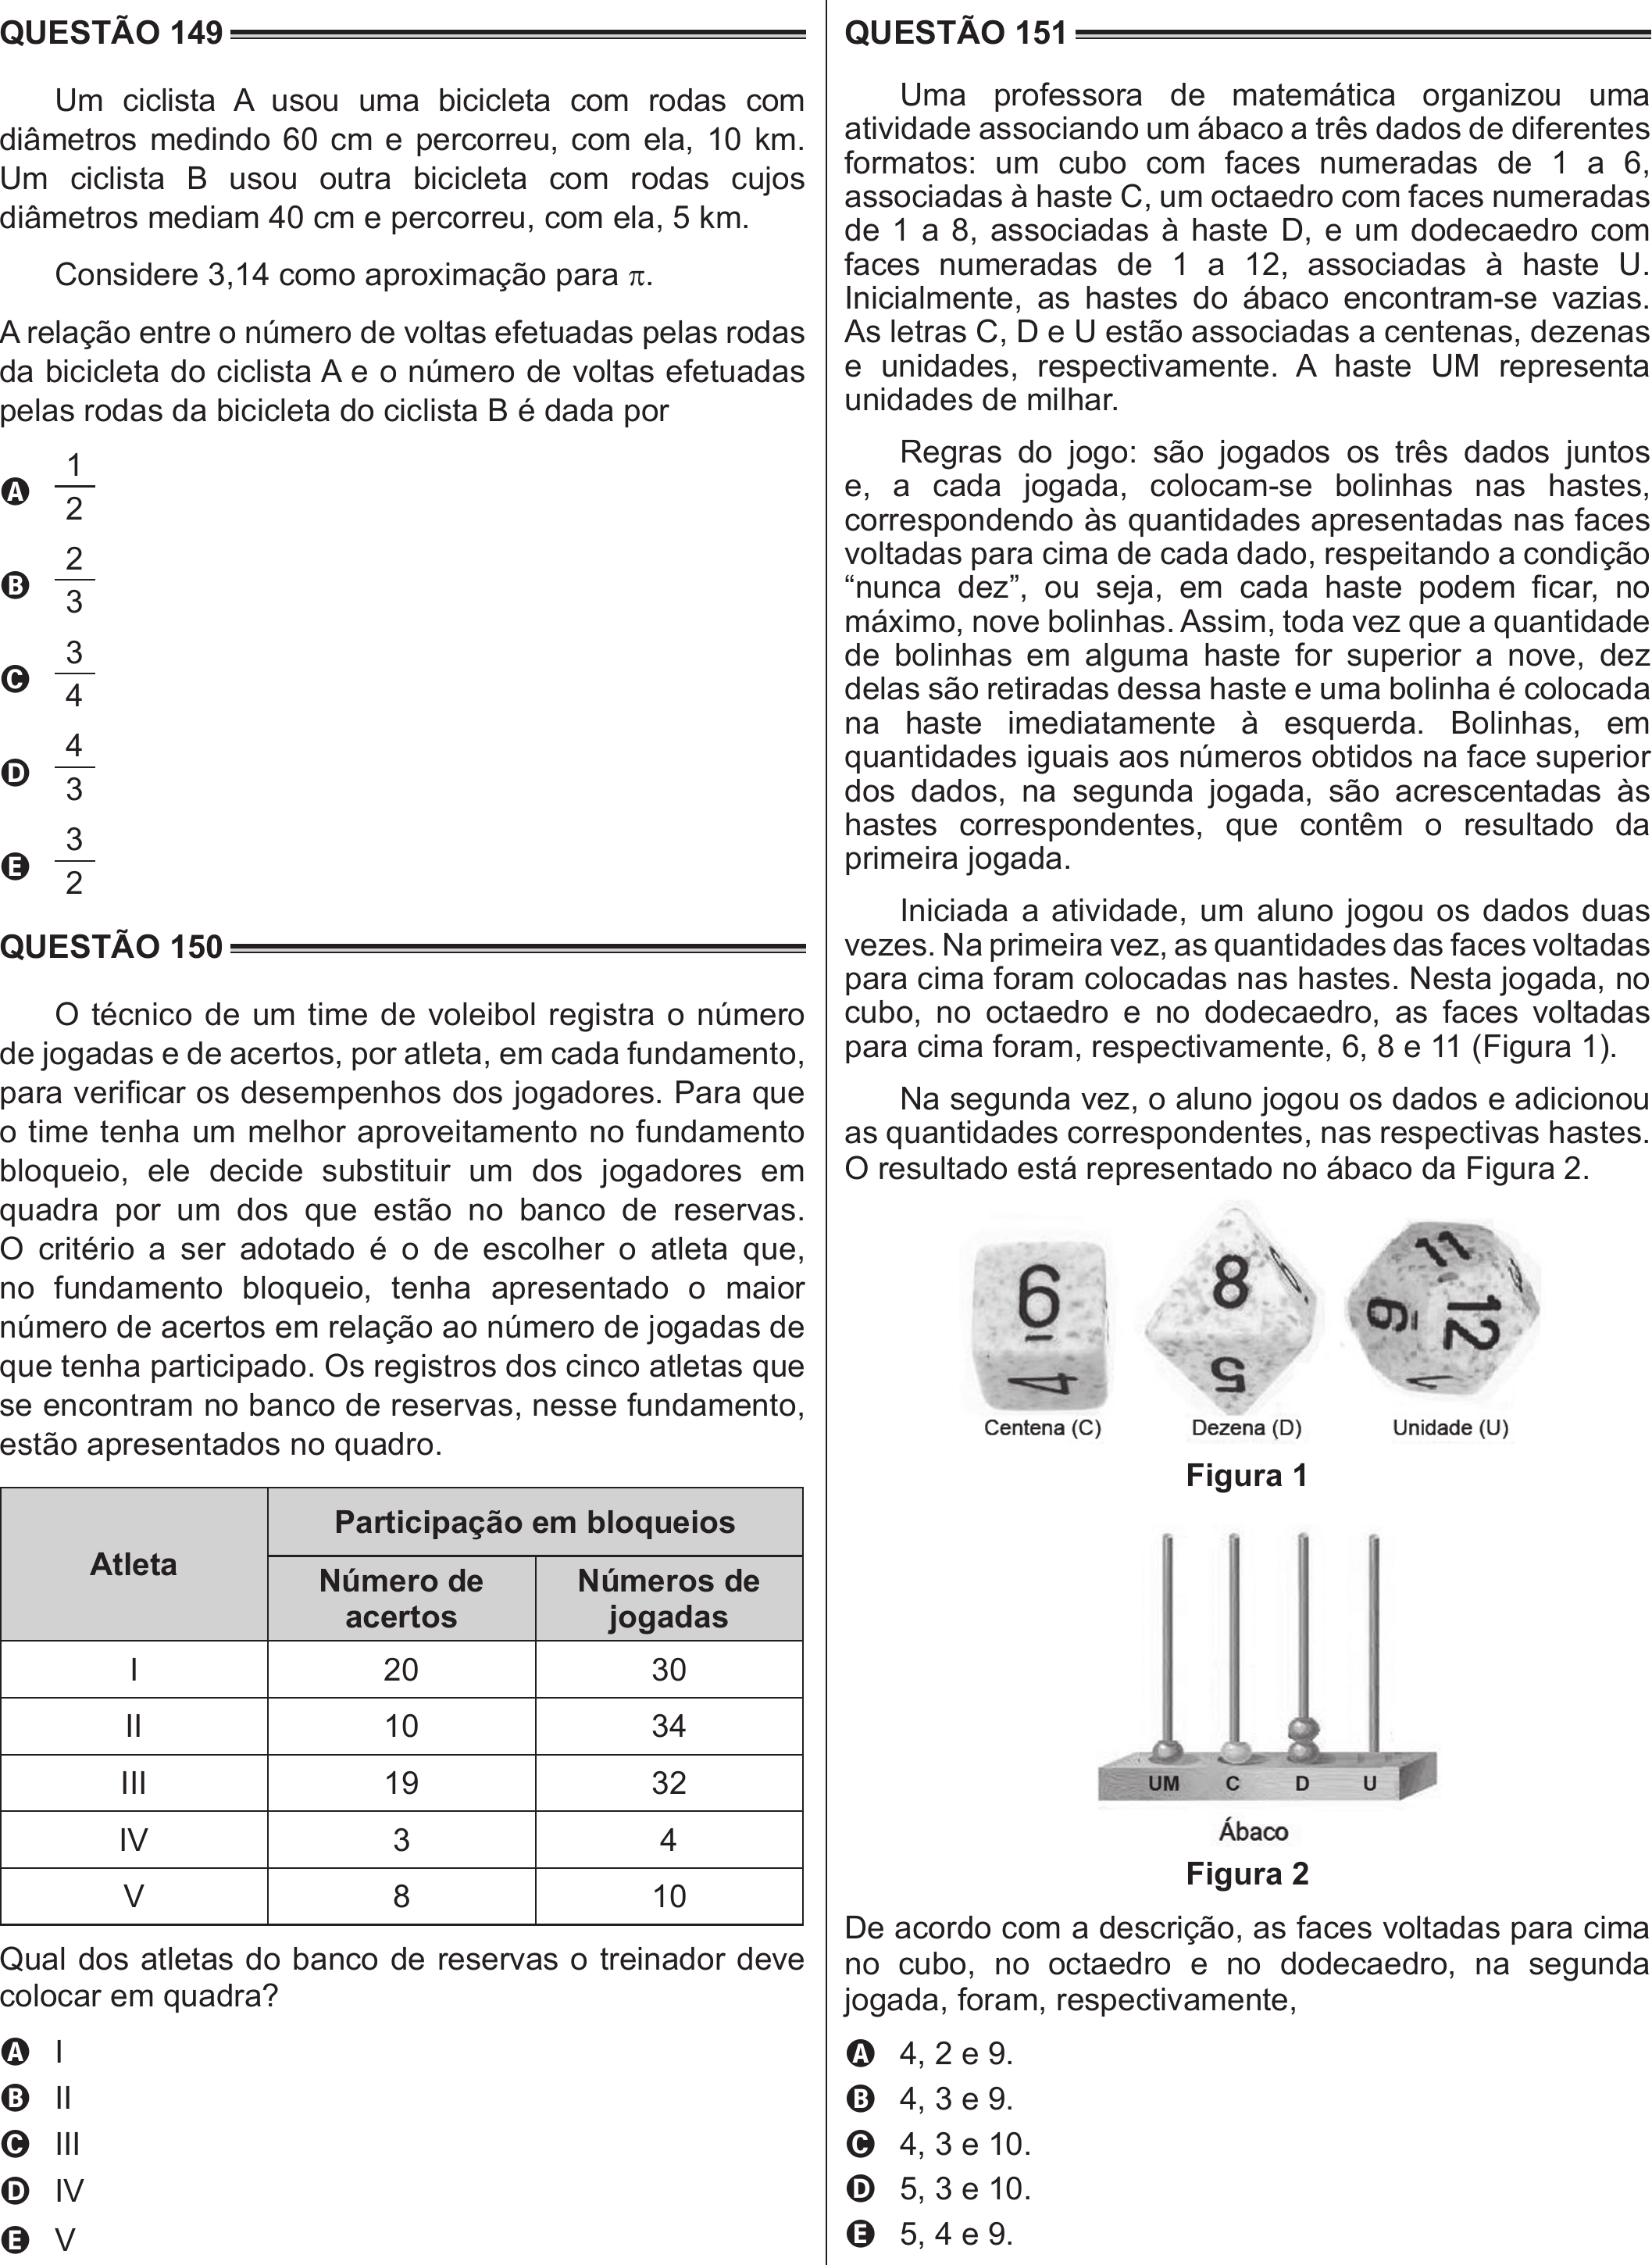 QUESTÃO 149
Um ciclista A usou uma bicicleta com rodas com
diâmetros medindo 60 cm e percorreu, com ela, 10 km.
Um ciclista B usou outra bicicleta com rodas cujos
diâmetros mediam 40 cm e percorreu, com ela, 5 km.
Considere 3,14 como aproximação para π.
A relação entre o número de voltas efetuadas pelas rodas
da bicicleta do ciclista A e o número de voltas efetuadas
pelas rodas da bicicleta do ciclista B é dada por
A 1/2
B 2/3
C 3/4
D 4/3
E 3/2
QUESTÃO 150
O técnico de um time de voleibol registra o número
de jogadas e de acertos, por atleta, em cada fundamento,
para verificar os desempenhos dos jogadores. Para que
o time tenha um melhor aproveitamento no fundamento
bloqueio, ele decide substituir um dos jogadores em
quadra por um dos que estão no banco de reservas.
O critério a ser adotado é o de escolher o atleta que,
no fundamento bloqueio, tenha apresentado o maior
número de acertos em relação ao número de jogadas de
que tenha participado. Os registros dos cinco atletas que
se encontram no banco de reservas, nesse fundamento,
estão apresentados no quadro.
Atleta
Participação em bloqueios
Número de acertos
Números de jogadas
I 20 30
II 10 34
III 19 32
IV 3 4
V 8 10
Qual dos atletas do banco de reservas o treinador deve
colocar em quadra?
A I
B II
C III
D IV
E V
QUESTÃO 151
Uma professora de matemática organizou uma
atividade associando um ábaco a três dados de diferentes
formatos: um cubo com faces numeradas de 1 a 6,
associadas à haste C, um octaedro com faces numeradas
de 1 a 8, associadas à haste D, e um dodecaedro com
faces numeradas de 1 a 12, associadas à haste U.
Inicialmente, as hastes do ábaco encontram-se vazias.
As letras C, D e U estão associadas a centenas, dezenas
e unidades, respectivamente. A haste UM representa
unidades de milhar.
Regras do jogo: são jogados os três dados juntos
e, a cada jogada, colocam-se bolinhas nas hastes,
correspondendo às quantidades apresentadas nas faces
voltadas para cima de cada dado, respeitando a condição
“nunca dez”, ou seja, em cada haste podem ficar, no
máximo, nove bolinhas. Assim, toda vez que a quantidade
de bolinhas em alguma haste for superior a nove, dez
delas são retiradas dessa haste e uma bolinha é colocada
na haste imediatamente à esquerda. Bolinhas, em
quantidades iguais aos números obtidos na face superior
dos dados, na segunda jogada, são acrescentadas às
hastes correspondentes, que contêm o resultado da
primeira jogada.
Iniciada a atividade, um aluno jogou os dados duas
vezes. Na primeira vez, as quantidades das faces voltadas
para cima foram colocadas nas hastes. Nesta jogada, no
cubo, no octaedro e no dodecaedro, as faces voltadas
para cima foram, respectivamente, 6, 8 e 11 (Figura 1).
Na segunda vez, o aluno jogou os dados e adicionou
as quantidades correspondentes, nas respectivas hastes.
O resultado está representado no ábaco da Figura 2.
6 8 11
4 5 6 12
Centena (C) Dezena (D) Unidade (U)
Figura 1
UM C D U
Ábaco
Figura 2
De acordo com a descrição, as faces voltadas para cima
no cubo, no octaedro e no dodecaedro, na segunda
jogada, foram, respectivamente,
A 4, 2 e 9.
B 4, 3 e 9.
C 4, 3 e 10.
D 5, 3 e 10.
E 5, 4 e 9.